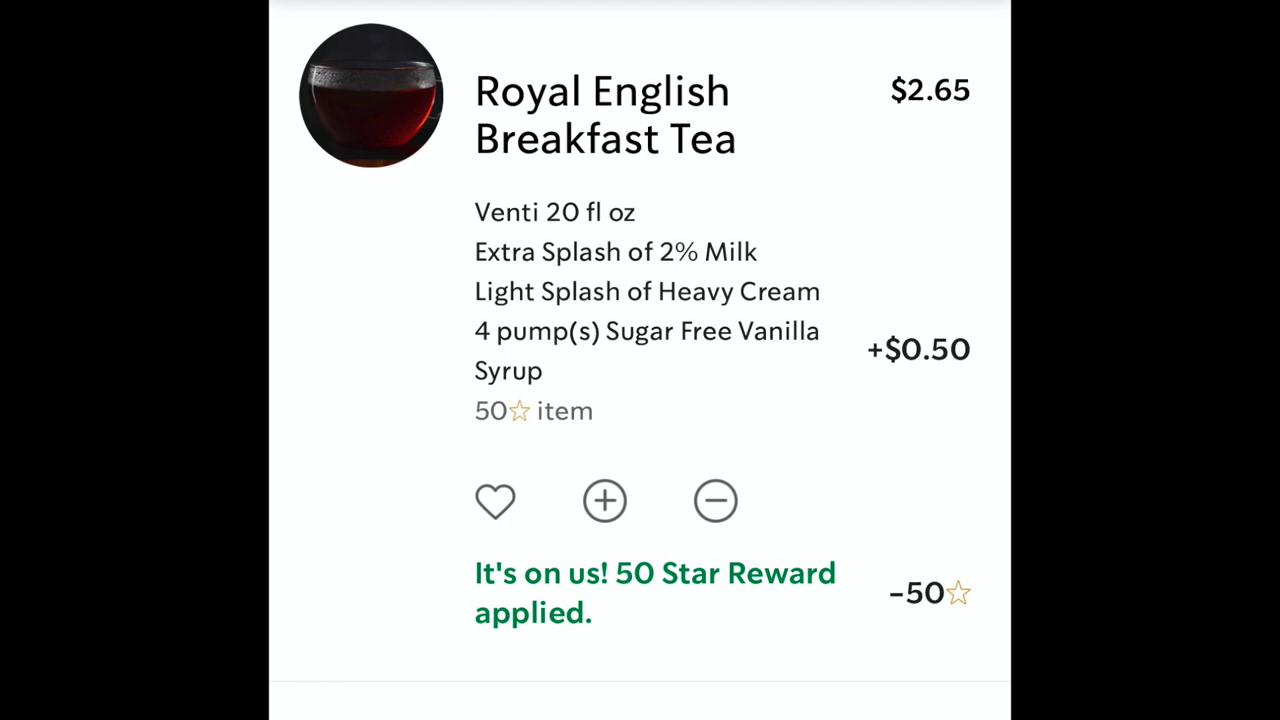 Royal English
$2.65
Breakfast Tea
Venti 20 fl oz
Extra Splash of 2% Milk
Light Splash of Heavy Cream
4 pump(s) Sugar Free Vanilla
Syrup
+$0.50
50☆ item
It's on us! 50 Star Reward
applied.
-50☆